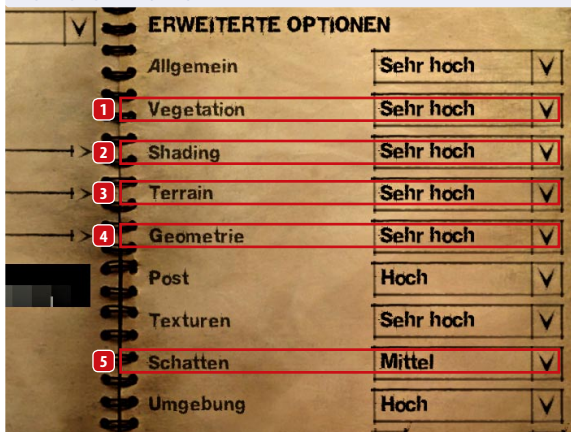 ERWEITERTE OPTIONEN
Allgemein Sehr hoch
1 Vegetation Sehr hoch
2 Shading Sehr hoch
3 Terrain Sehr hoch
4 Geometrie Sehr hoch
Post Hoch
Texturen Sehr hoch
5 Schatten Mittel
Umgebung Hoch